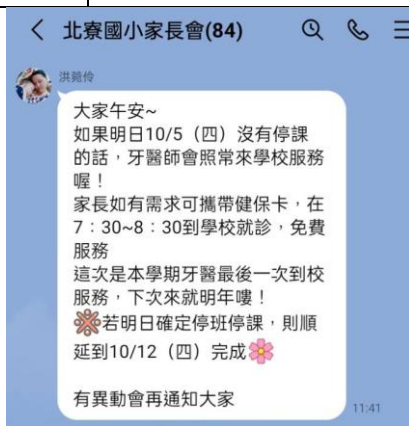 北寮國小家長會(84)
洪菀伶
大家午安~
如果明日10/5（四）沒有停課
的話，牙醫師會照常來學校服務
喔！
家長如有需求可攜帶健保卡，在
7：30~8：30到學校就診，免費
服務
這次是本學期牙醫最後一次到校
服務，下次來就明年嘍！
若明日確定停班停課，則順
延到10/12（四）完成
有異動會再通知大家
11:41